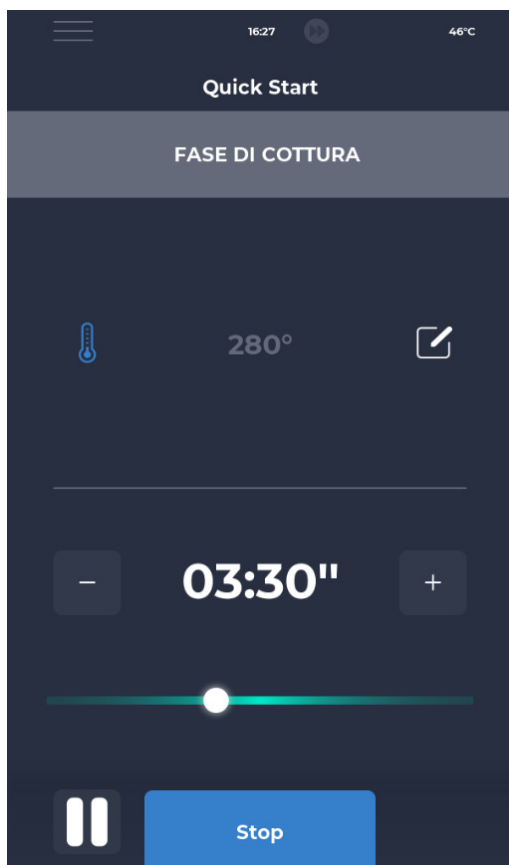 16:27 46°C
Quick Start
FASE DI COTTURA
280°
− 03:30" +
Stop